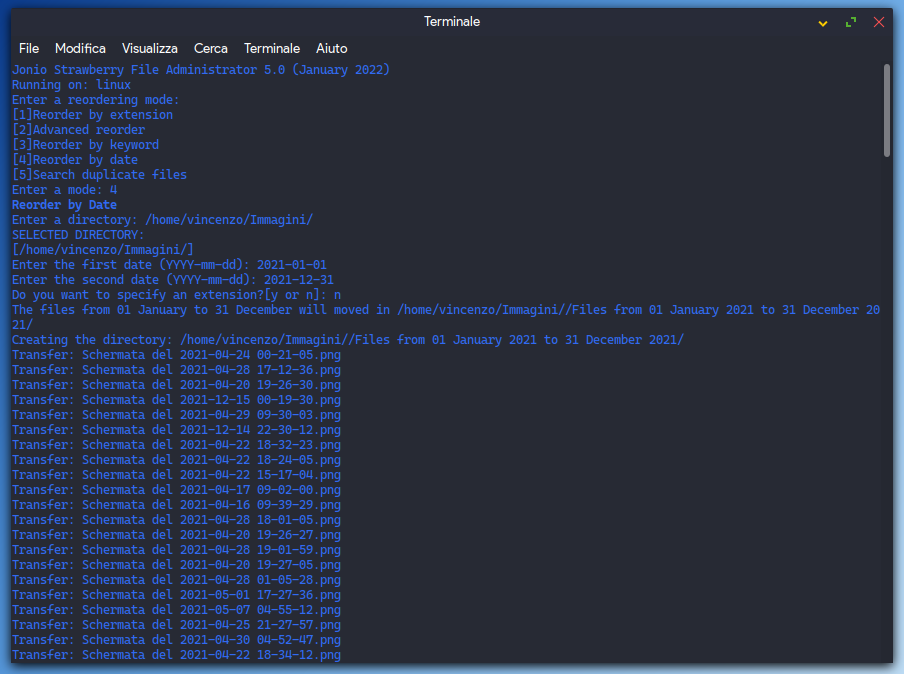 Terminale
File Modifica Visualizza Cerca Terminale Aiuto
Jonio Strawberry File Administrator 5.0 (January 2022)
Running on: linux
Enter a reordering mode:
[1]Reorder by extension
[2]Advanced reorder
[3]Reorder by keyword
[4]Reorder by date
[5]Search duplicate files
Enter a mode: 4
Reorder by Date
Enter a directory: /home/vincenzo/Immagini/
SELECTED DIRECTORY:
[/home/vincenzo/Immagini/]
Enter the first date (YYYY-mm-dd): 2021-01-01
Enter the second date (YYYY-mm-dd): 2021-12-31
Do you want to specify an extension?[y or n]: n
The files from 01 January to 31 December will moved in /home/vincenzo/Immagini//Files from 01 January 2021 to 31 December 20
21/
Creating the directory: /home/vincenzo/Immagini//Files from 01 January 2021 to 31 December 2021/
Transfer: Schermata del 2021-04-24 00-21-05.png
Transfer: Schermata del 2021-04-28 17-12-36.png
Transfer: Schermata del 2021-04-20 19-26-30.png
Transfer: Schermata del 2021-12-15 00-19-30.png
Transfer: Schermata del 2021-04-29 09-30-03.png
Transfer: Schermata del 2021-12-14 22-30-12.png
Transfer: Schermata del 2021-04-22 18-32-23.png
Transfer: Schermata del 2021-04-22 18-24-05.png
Transfer: Schermata del 2021-04-22 15-17-04.png
Transfer: Schermata del 2021-04-17 09-02-00.png
Transfer: Schermata del 2021-04-16 09-39-29.png
Transfer: Schermata del 2021-04-28 18-01-05.png
Transfer: Schermata del 2021-04-20 19-26-27.png
Transfer: Schermata del 2021-04-28 19-01-59.png
Transfer: Schermata del 2021-04-20 19-27-05.png
Transfer: Schermata del 2021-04-28 01-05-28.png
Transfer: Schermata del 2021-05-01 17-27-36.png
Transfer: Schermata del 2021-05-07 04-55-12.png
Transfer: Schermata del 2021-04-25 21-27-57.png
Transfer: Schermata del 2021-04-30 04-52-47.png
Transfer: Schermata del 2021-04-22 18-34-12.png